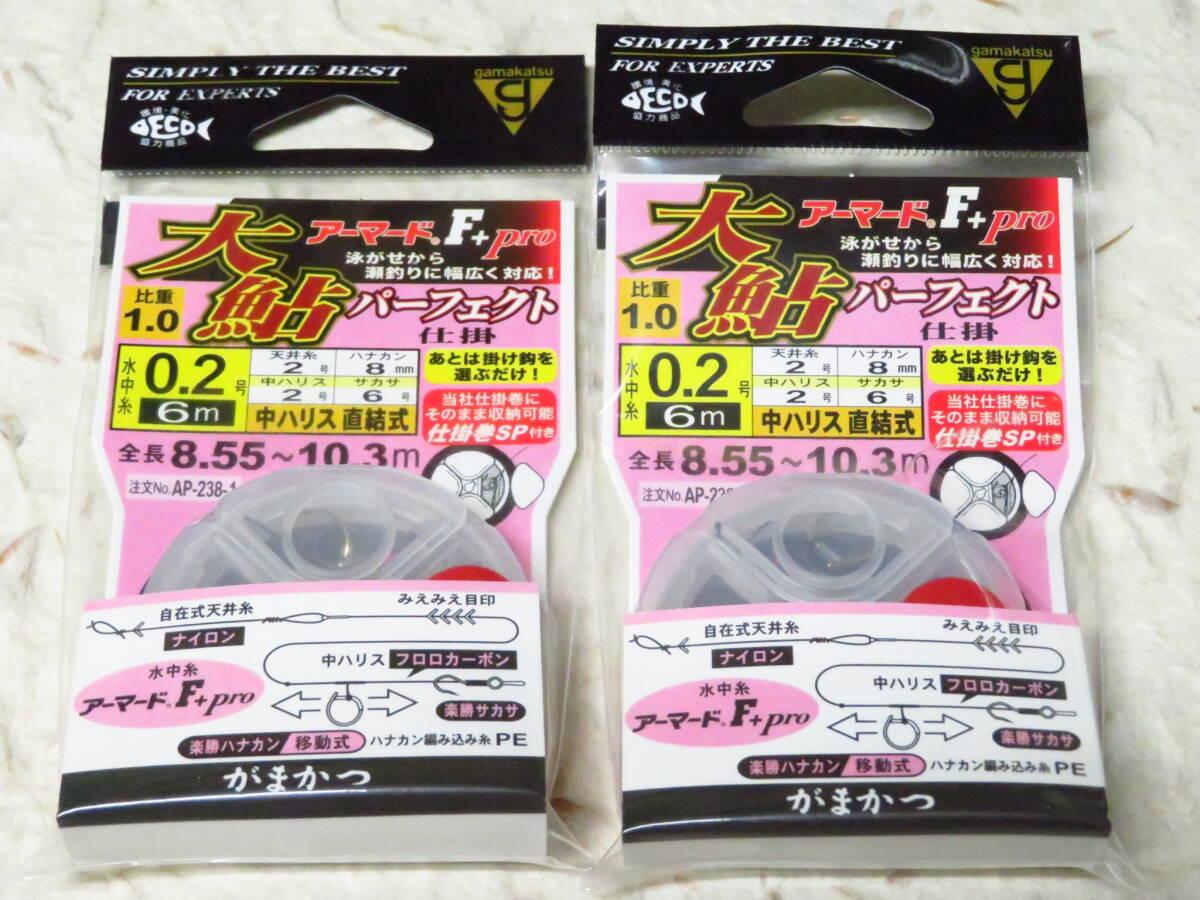 SIMPLY THE BEST
FOR EXPERTS
gamakatsu
g
環境・美化
ECO
協力商品
大鮎
アーマード® F+pro
泳がせから
瀬釣りに幅広く対応!
比重
1.0
パーフェクト
仕掛
水中糸
0.2号
6m
天井糸
2号
ハナカン
8mm
中ハリス
2号
サカサ
6号
中ハリス 直結式
あとは掛け鈎を
選ぶだけ!
当社仕掛巻に
そのまま収納可能
仕掛巻SP付き
全長 8.55~10.3m
注文No. AP-238-1
自在式天井糸
みえみえ目印
ナイロン
水中糸
アーマード® F+pro
中ハリス フロロカーボン
楽勝サカサ
楽勝ハナカン/移動式 ハナカン編み込み糸 PE
がまかつ
SIMPLY THE BEST
FOR EXPERTS
gamakatsu
g
環境・美化
ECO
協力商品
大鮎
アーマード® F+pro
泳がせから
瀬釣りに幅広く対応!
比重
1.0
パーフェクト
仕掛
水中糸
0.2号
6m
天井糸
2号
ハナカン
8mm
中ハリス
2号
サカサ
6号
中ハリス 直結式
あとは掛け鈎を
選ぶだけ!
当社仕掛巻に
そのまま収納可能
仕掛巻SP付き
全長 8.55~10.3m
注文No. AP-23
自在式天井糸
みえみえ目印
ナイロン
水中糸
アーマード® F+pro
中ハリス フロロカーボン
楽勝サカサ
楽勝ハナカン/移動式 ハナカン編み込み糸 PE
がまかつ